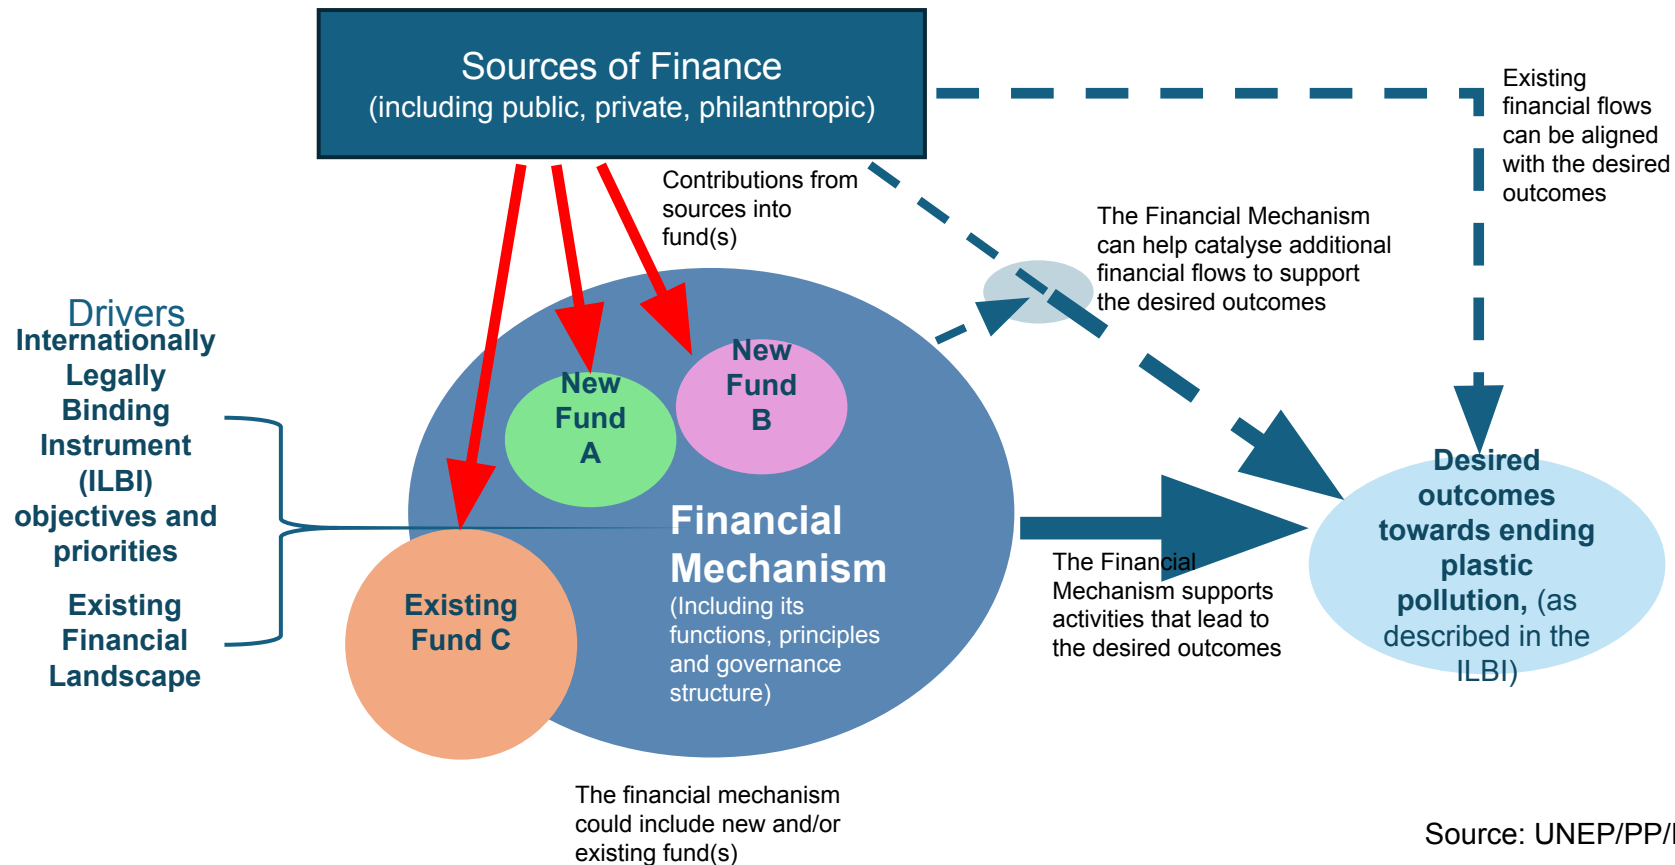 Sources of Finance
(including public, private, philanthropic)
Existing
financial flows
can be aligned
with the desired
outcomes
Contributions from
sources into
fund(s)
The Financial Mechanism
can help catalyse additional
financial flows to support
the desired outcomes
Drivers
Internationally
Legally
Binding
Instrument
(ILBI)
objectives and
priorities
Existing
Financial
Landscape
New
Fund
A
New
Fund
B
Existing
Fund C
Financial
Mechanism
(Including its
functions, principles
and governance
structure)
The Financial
Mechanism supports
activities that lead to
the desired outcomes
Desired
outcomes
towards ending
plastic
pollution, (as
described in the
ILBI)
The financial mechanism
could include new and/or
existing fund(s)
Source: UNEP/PP/